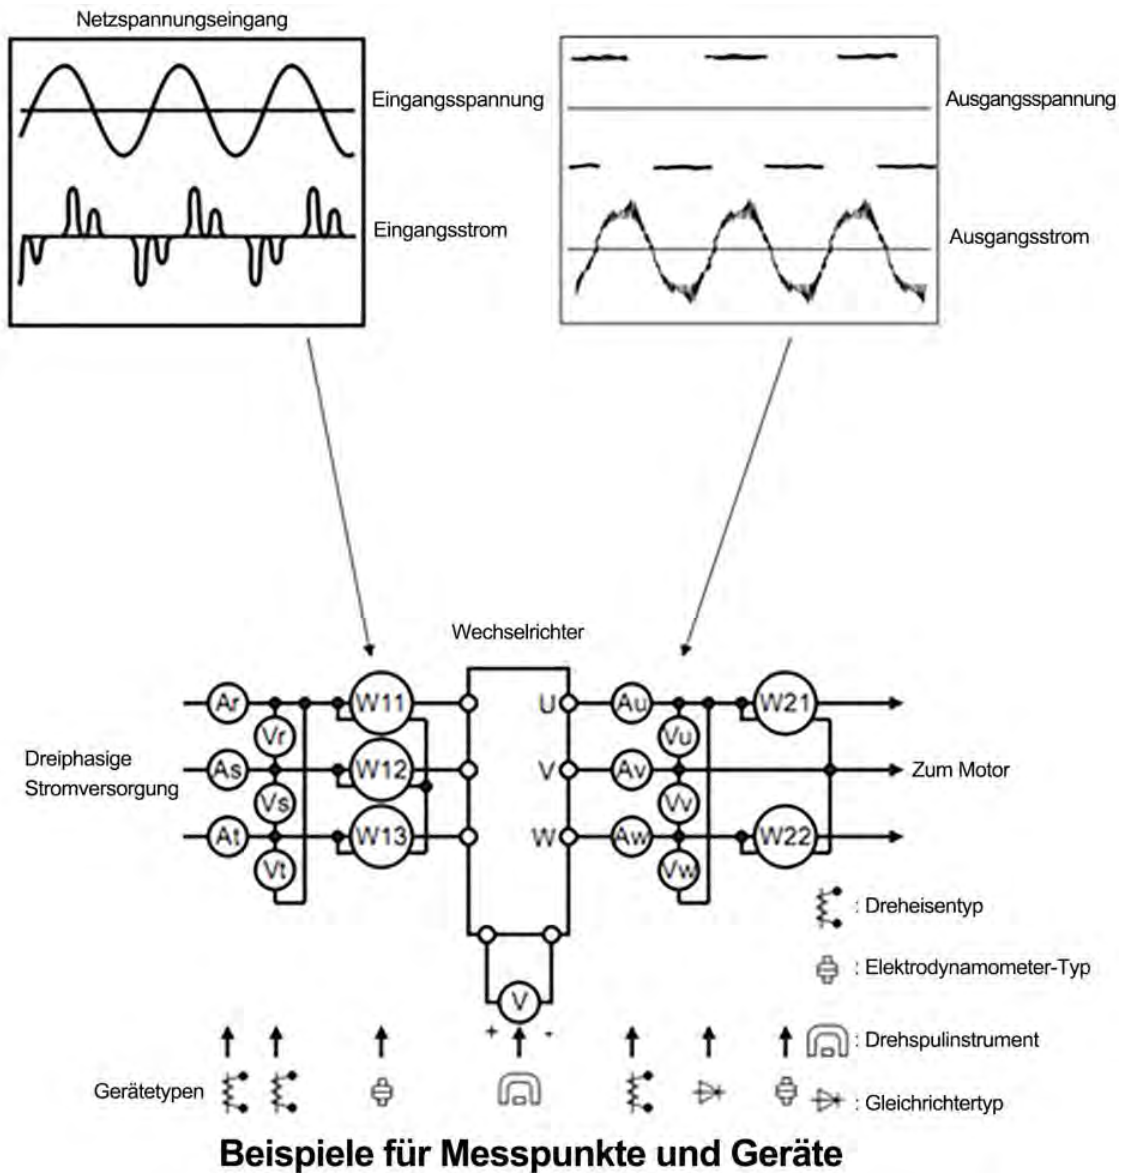 Netzspannungseingang
Eingangsspannung
Eingangsstrom
Ausgangsspannung
Ausgangsstrom
Wechselrichter
Dreiphasige
Stromversorgung
Ar
Vr
As
Vs
At
Vt
W11
W12
W13
U
V
W
Au
Vu
Av
Vv
Aw
Vw
W21
W22
Zum Motor
V
+ -
: Dreheisentyp
: Elektrodynamometer-Typ
: Drehspulinstrument
: Gleichrichtertyp
Gerätetypen
Beispiele für Messpunkte und Geräte